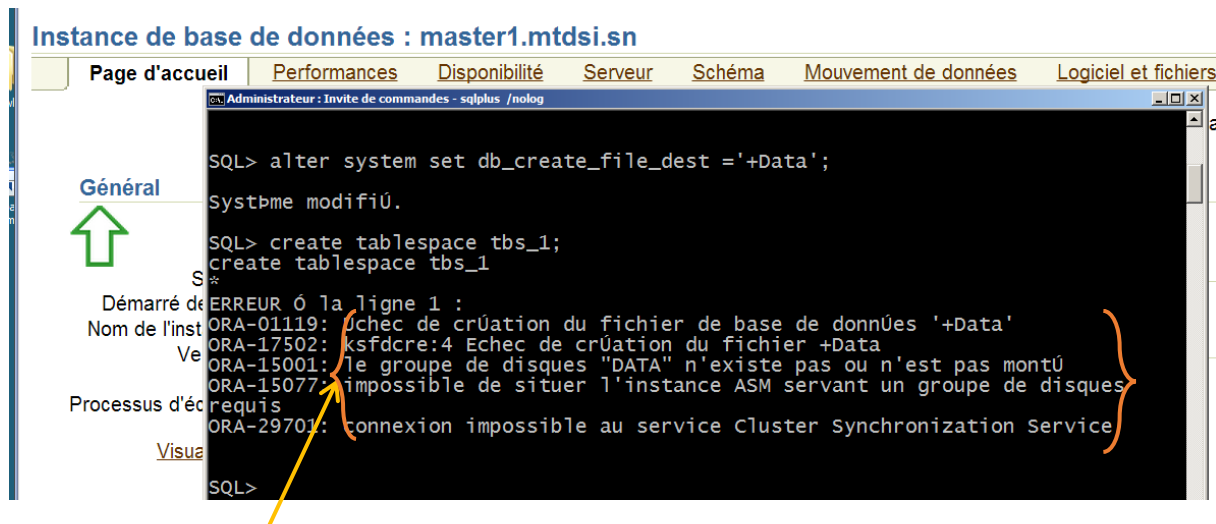 Instance de base de données : master1.mtdsi.sn
Page d'accueil Performances Disponibilité Serveur Schéma Mouvement de données Logiciel et fichiers
Administrateur : Invite de commandes - sqlplus /nolog
SQL> alter system set db_create_file_dest ='+Data';
Général
SystÞme modifiÚ.
SQL> create tablespace tbs_1;
create tablespace tbs_1
*
Démarré de
ERREUR Ó la ligne 1 :
Nom de l'inst
ORA-01119: Úchec de crÚation du fichier de base de donnÚes '+Data'
ORA-17502: ksfdcre:4 Echec de crÚation du fichier +Data
Ve
ORA-15001: le groupe de disques "DATA" n'existe pas ou n'est pas montÚ
ORA-15077: impossible de situer l'instance ASM servant un groupe de disques
Processus d'éc
requis
ORA-29701: connexion impossible au service Cluster Synchronization Service
Visua
SQL>